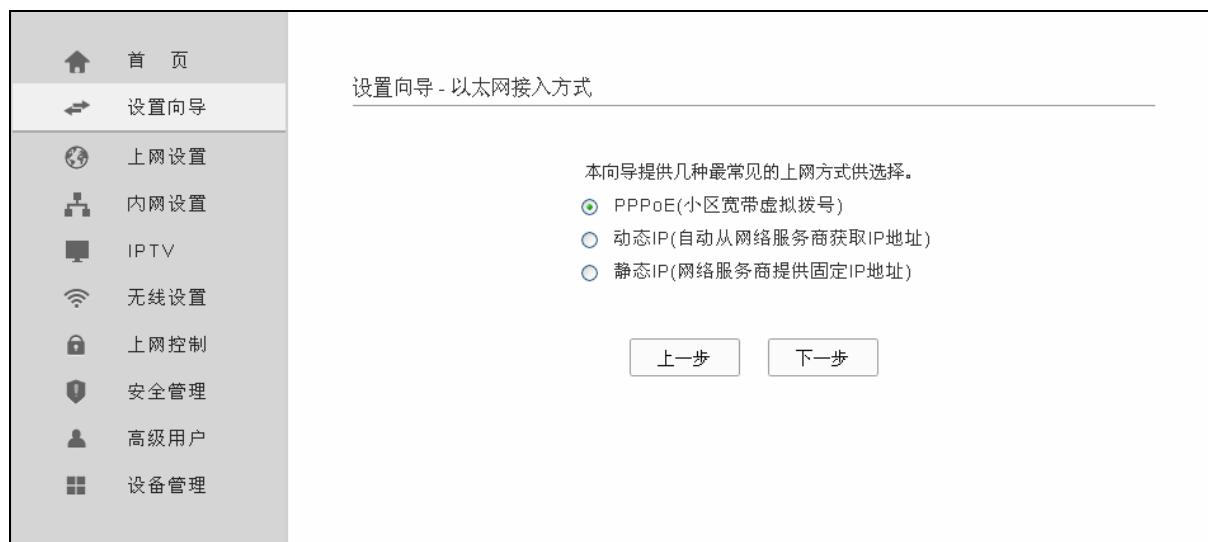 首 页
设置向导
上网设置
内网设置
IPTV
无线设置
上网控制
安全管理
高级用户
设备管理
设置向导 - 以太网接入方式
本向导提供几种最常见的上网方式供选择。
PPPoE(小区宽带虚拟拨号)
动态IP(自动从网络服务商获取IP地址)
静态IP(网络服务商提供固定IP地址)
上一步 下一步